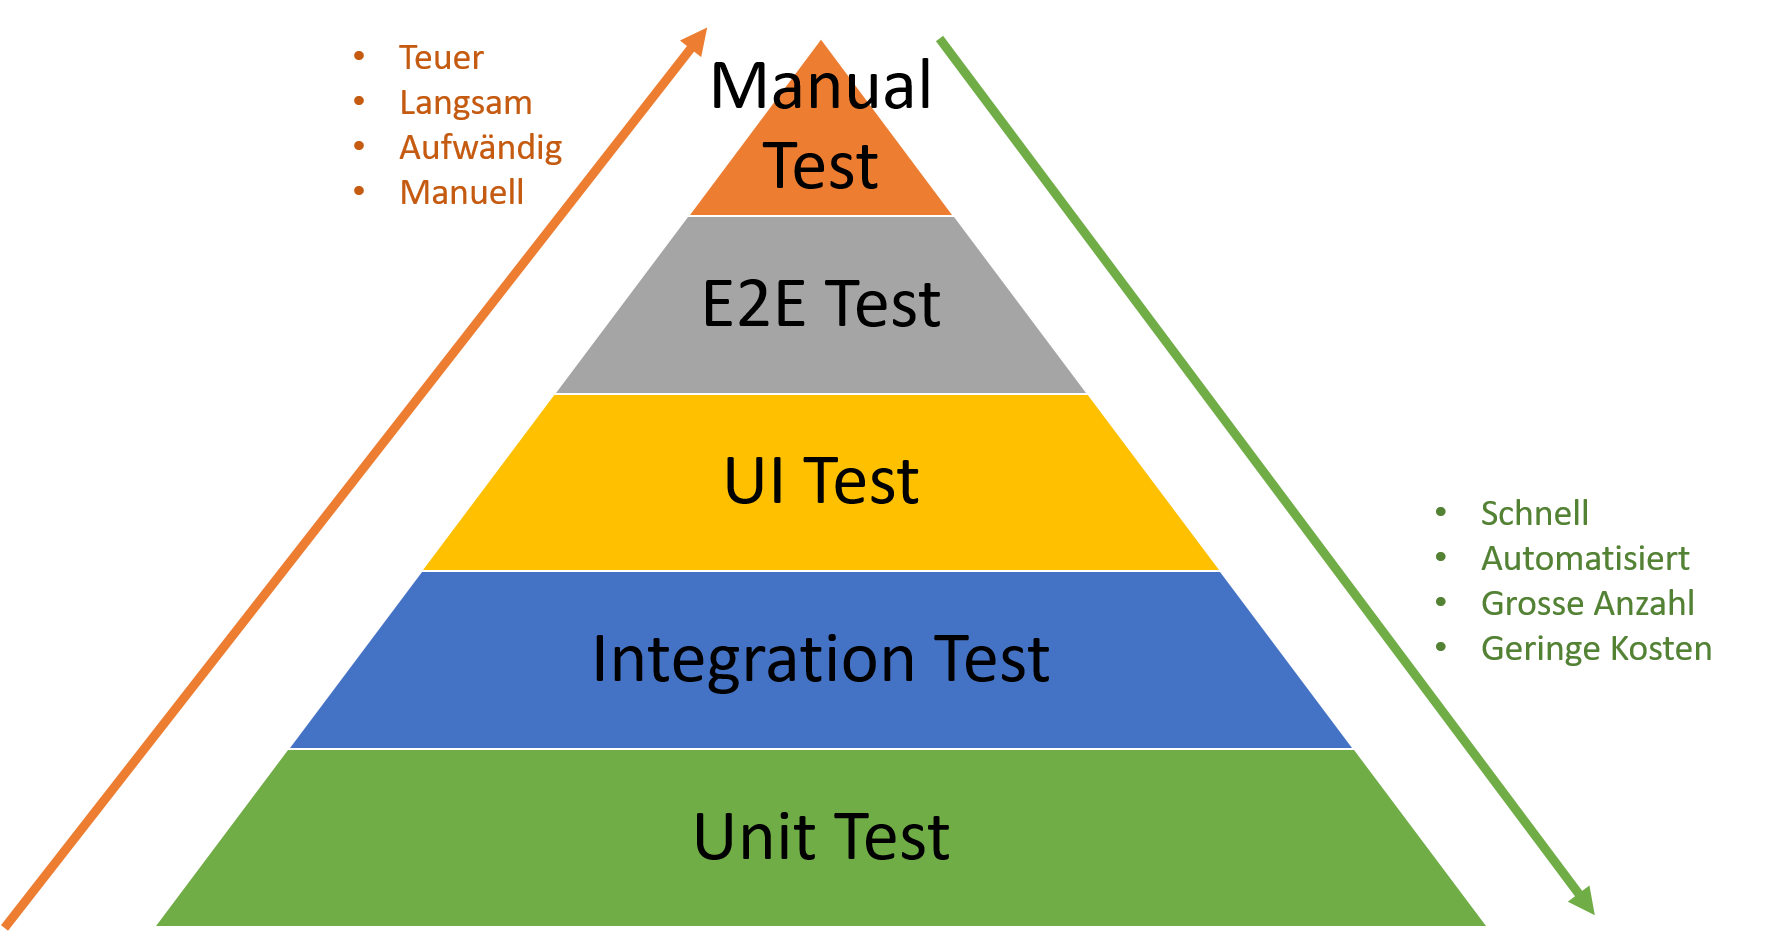 • Teuer
• Langsam
• Aufwändig
• Manuell
Manual
Test
E2E Test
UI Test
Integration Test
Unit Test
• Schnell
• Automatisiert
• Grosse Anzahl
• Geringe Kosten